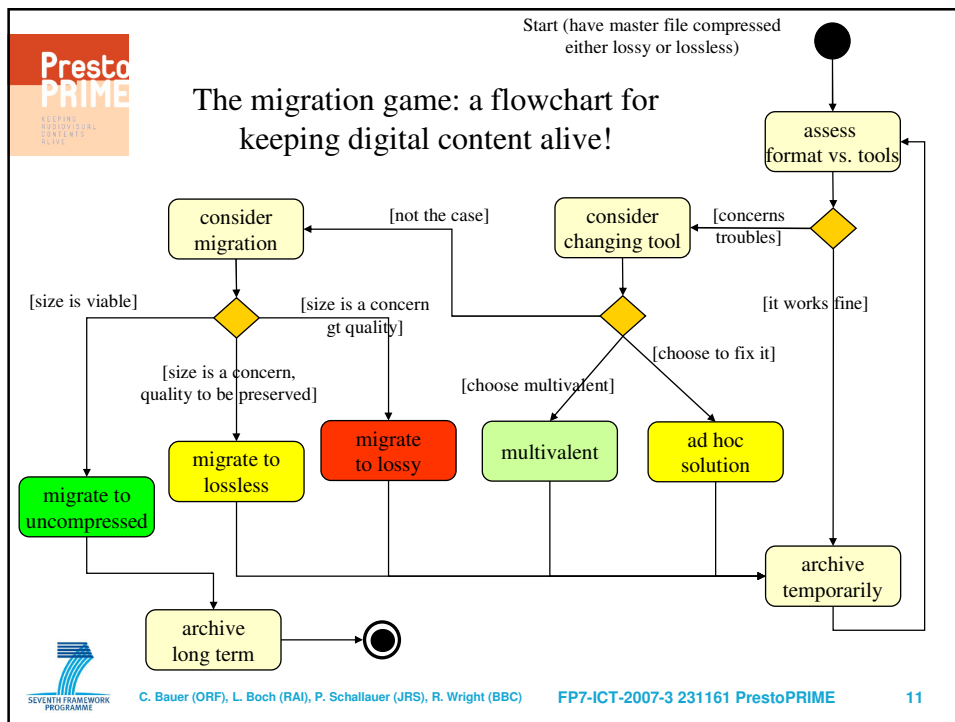 Start (have master file compressed
either lossy or lossless)
Presto
PRIME
KEEPING
AUDIOVISUAL
CONTENTS
ALIVE
The migration game: a flowchart for
keeping digital content alive!
assess
format vs. tools
consider
migration
[not the case]
consider
changing tool
[concerns
troubles]
[size is viable]
[size is a concern
gt quality]
[it works fine]
[choose to fix it]
[size is a concern,
quality to be preserved]
[choose multivalent]
migrate to
uncompressed
migrate to
lossless
migrate
to lossy
multivalent
ad hoc
solution
archive
temporarily
archive
long term
SEVENTH FRAMEWORK
PROGRAMME
C. Bauer (ORF), L. Boch (RAI), P. Schallauer (JRS), R. Wright (BBC)
FP7-ICT-2007-3 231161 PrestoPRIME
11